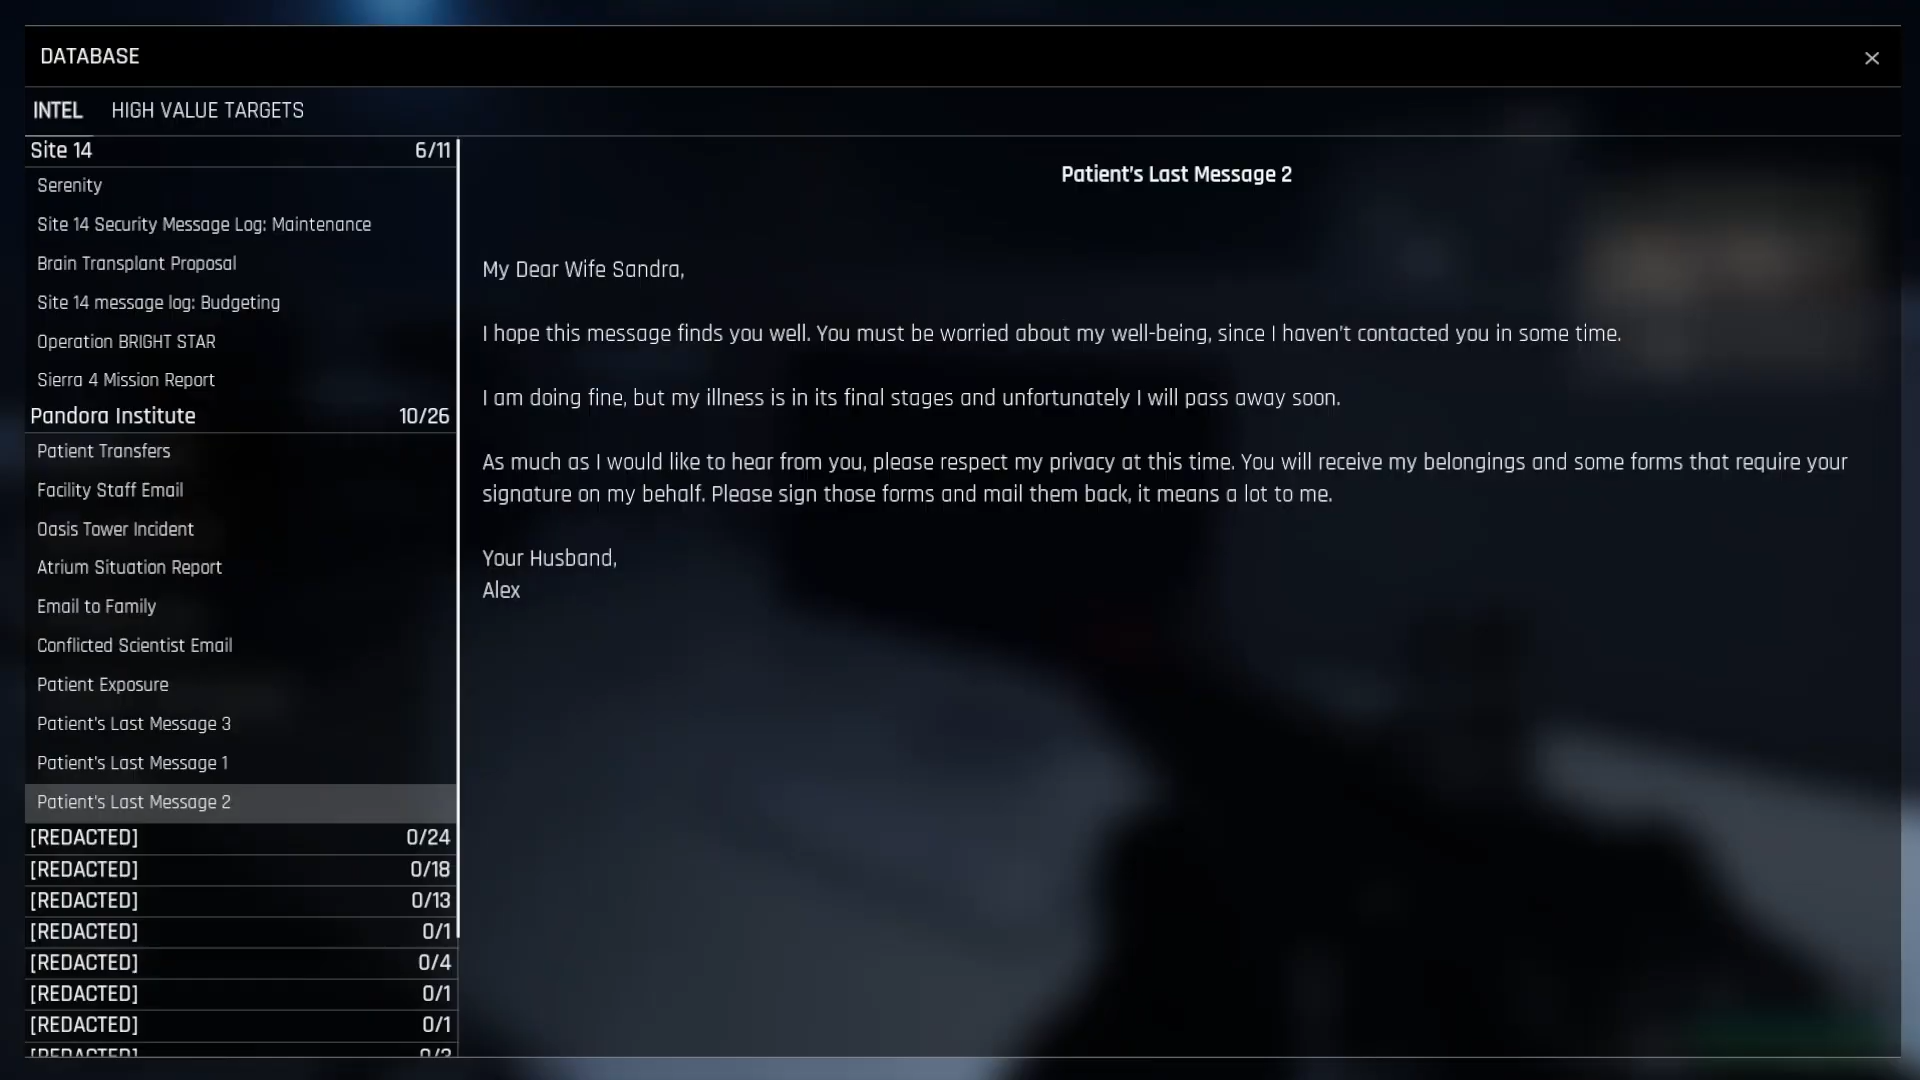 DATABASE
×
INTEL
HIGH VALUE TARGETS
Site 14
6/11
Serenity
Site 14 Security Message Log: Maintenance
Brain Transplant Proposal
Site 14 message log: Budgeting
Operation BRIGHT STAR
Sierra 4 Mission Report
Pandora Institute
10/26
Patient Transfers
Facility Staff Email
Oasis Tower Incident
Atrium Situation Report
Email to Family
Conflicted Scientist Email
Patient Exposure
Patient's Last Message 3
Patient's Last Message 1
Patient's Last Message 2
[REDACTED]
0/24
[REDACTED]
0/18
[REDACTED]
0/13
[REDACTED]
0/1
[REDACTED]
0/4
[REDACTED]
0/1
[REDACTED]
0/1
[REDACTED]
Patient's Last Message 2
My Dear Wife Sandra,
I hope this message finds you well. You must be worried about my well-being, since I haven't contacted you in some time.
I am doing fine, but my illness is in its final stages and unfortunately I will pass away soon.
As much as I would like to hear from you, please respect my privacy at this time. You will receive my belongings and some forms that require your
signature on my behalf. Please sign those forms and mail them back, it means a lot to me.
Your Husband,
Alex